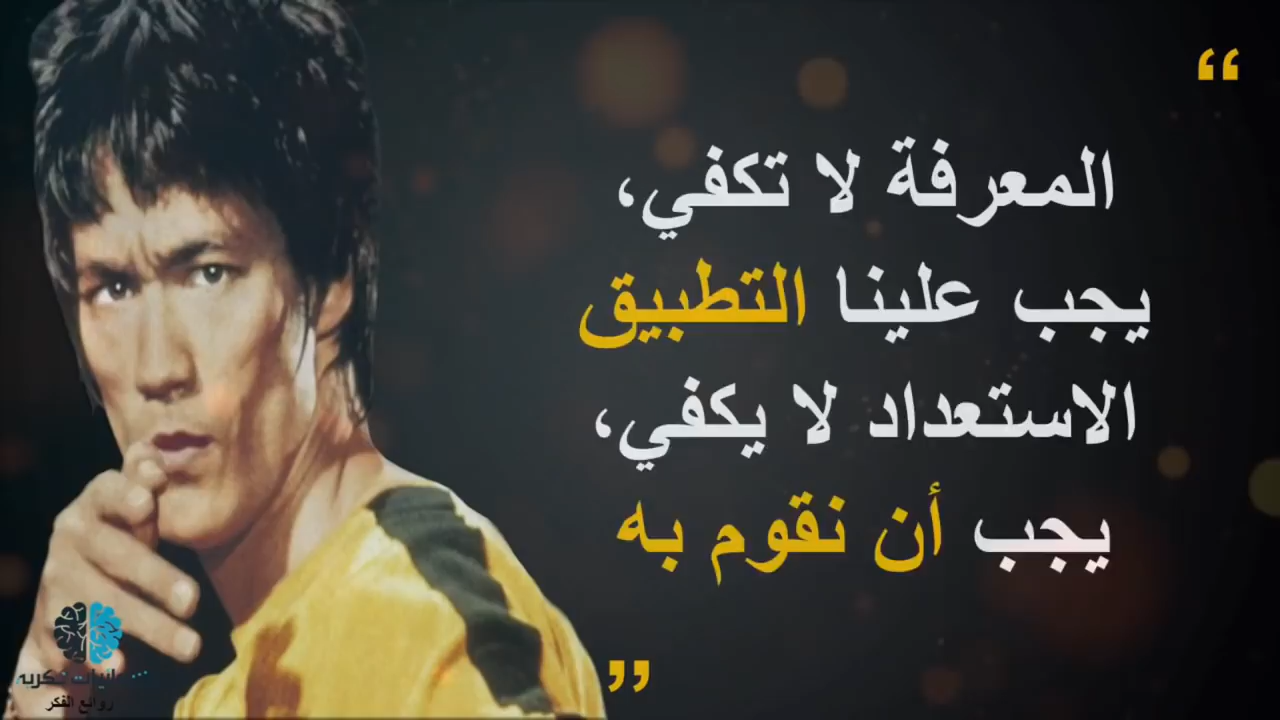 “
المعرفة لا تكفي،
يجب علينا التطبيق
الاستعداد لا يكفي،
يجب أن نقوم به
”
روائع الفكر